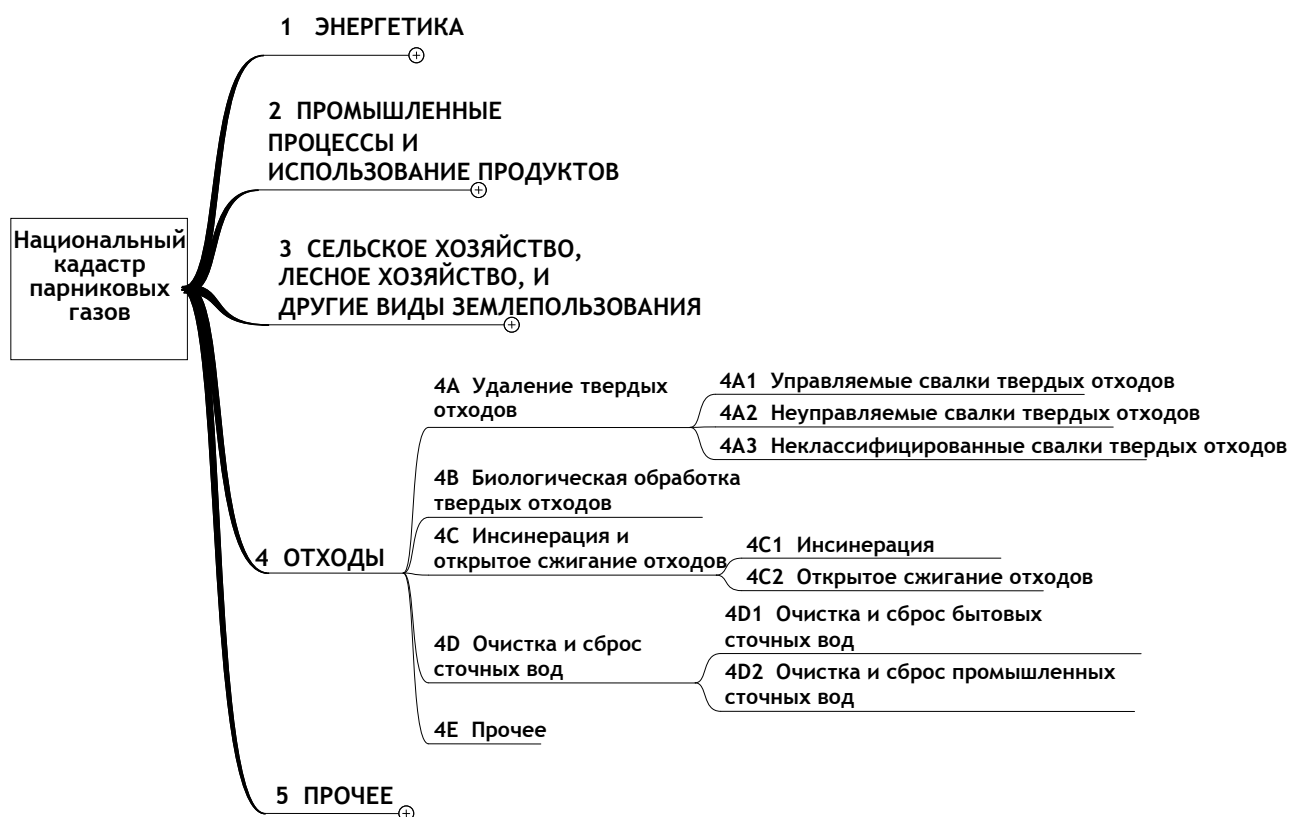 1 ЭНЕРГЕТИКА
2 ПРОМЫШЛЕННЫЕ
ПРОЦЕССЫ И
ИСПОЛЬЗОВАНИЕ ПРОДУКТОВ
Национальный
кадастр
парниковых
газов
3 СЕЛЬСКОЕ ХОЗЯЙСТВО,
ЛЕСНОЕ ХОЗЯЙСТВО, И
ДРУГИЕ ВИДЫ ЗЕМЛЕПОЛЬЗОВАНИЯ
4 ОТХОДЫ
4A Удаление твердых
отходов
4A1 Управляемые свалки твердых отходов
4A2 Неуправляемые свалки твердых отходов
4A3 Неклассифицированные свалки твердых отходов
4B Биологическая обработка
твердых отходов
4C Инсинерация и
открытое сжигание отходов
4C1 Инсинерация
4C2 Открытое сжигание отходов
4D Очистка и сброс
сточных вод
4D1 Очистка и сброс бытовых
сточных вод
4D2 Очистка и сброс промышленных
сточных вод
4E Прочее
5 ПРОЧЕЕ